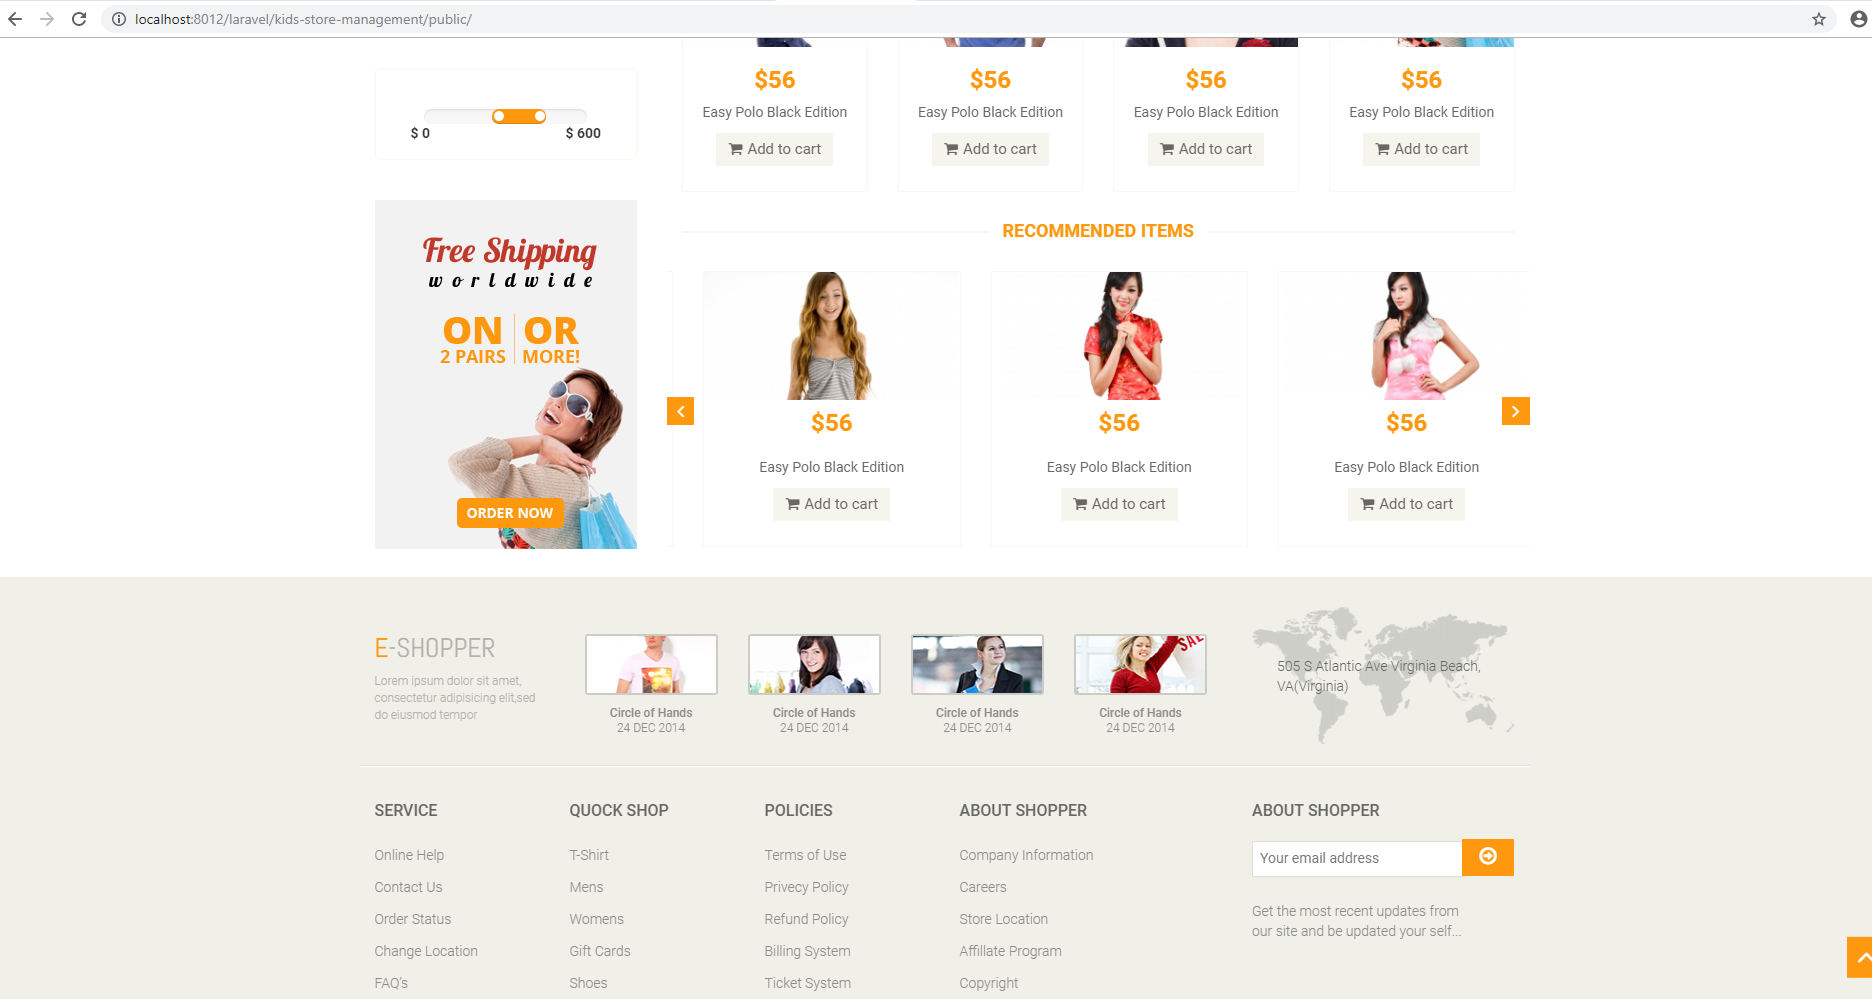 localhost:8012/laravel/kids-store-management/public/
$ 0 $ 600
$56 $56 $56 $56
Easy Polo Black Edition Easy Polo Black Edition Easy Polo Black Edition Easy Polo Black Edition
Add to cart Add to cart Add to cart Add to cart
Free Shipping
worldwide
ON OR
2 PAIRS MORE!
ORDER NOW
RECOMMENDED ITEMS
$56 $56 $56
Easy Polo Black Edition Easy Polo Black Edition Easy Polo Black Edition
Add to cart Add to cart Add to cart
E-SHOPPER
Lorem ipsum dolor sit amet,
consectetur adipisicing elit,sed
do eiusmod tempor
SALE
Circle of Hands Circle of Hands Circle of Hands Circle of Hands
24 DEC 2014 24 DEC 2014 24 DEC 2014 24 DEC 2014
505 S Atlantic Ave Virginia Beach,
VA(Virginia)
SERVICE
Online Help
Contact Us
Order Status
Change Location
FAQ's
QUOCK SHOP
T-Shirt
Mens
Womens
Gift Cards
Shoes
POLICIES
Terms of Use
Privecy Policy
Refund Policy
Billing System
Ticket System
ABOUT SHOPPER
Company Information
Careers
Store Location
Affillate Program
Copyright
ABOUT SHOPPER
Your email address
Get the most recent updates from
our site and be updated your self...